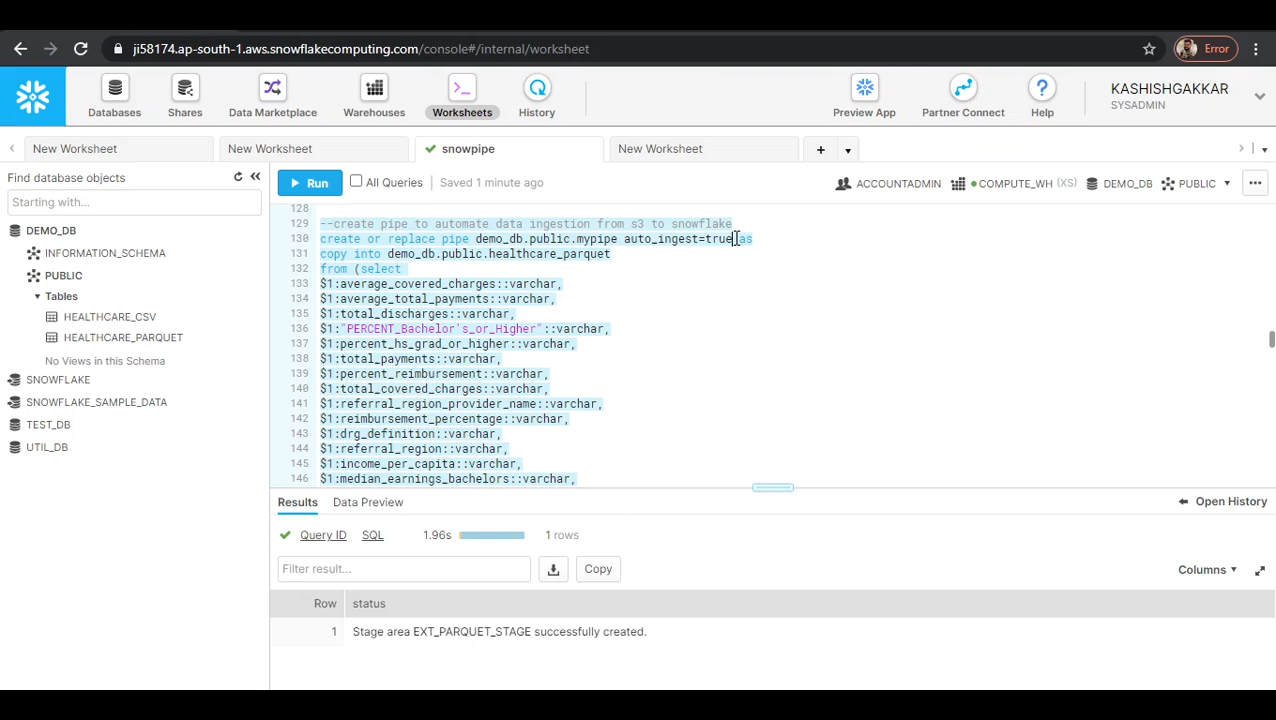 ji58174.ap-south-1.aws.snowflakecomputing.com/console#/internal/worksheet
Error
Databases
Shares
Data Marketplace
Warehouses
Worksheets
History
Preview App
Partner Connect
Help
KASHISHGAKKAR
SYSADMIN
New Worksheet
New Worksheet
snowpipe
New Worksheet
Find database objects
Starting with...
DEMO_DB
INFORMATION_SCHEMA
PUBLIC
Tables
HEALTHCARE_CSV
HEALTHCARE_PARQUET
No Views in this Schema
SNOWFLAKE
SNOWFLAKE_SAMPLE_DATA
TEST_DB
UTIL_DB
Run
All Queries
Saved 1 minute ago
ACCOUNTADMIN
COMPUTE_WH (XS)
DEMO_DB
PUBLIC
128
129 --create pipe to automate data ingestion from s3 to snowflake
130 create or replace pipe demo_db.public.mypipe auto_ingest=true as
131 copy into demo_db.public.healthcare_parquet
132 from (select
133 $1:average_covered_charges::varchar,
134 $1:average_total_payments::varchar,
135 $1:total_discharges::varchar,
136 $1:"PERCENT_Bachelor's_or_Higher"::varchar,
137 $1:percent_hs_grad_or_higher::varchar,
138 $1:total_payments::varchar,
139 $1:percent_reimbursement::varchar,
140 $1:total_covered_charges::varchar,
141 $1:referral_region_provider_name::varchar,
142 $1:reimbursement_percentage::varchar,
143 $1:drg_definition::varchar,
144 $1:referral_region::varchar,
145 $1:income_per_capita::varchar,
146 $1:median_earnings_bachelors::varchar,
Results
Data Preview
Open History
Query ID
SQL
1.96s
1 rows
Filter result...
Copy
Columns
Row
status
1
Stage area EXT_PARQUET_STAGE successfully created.